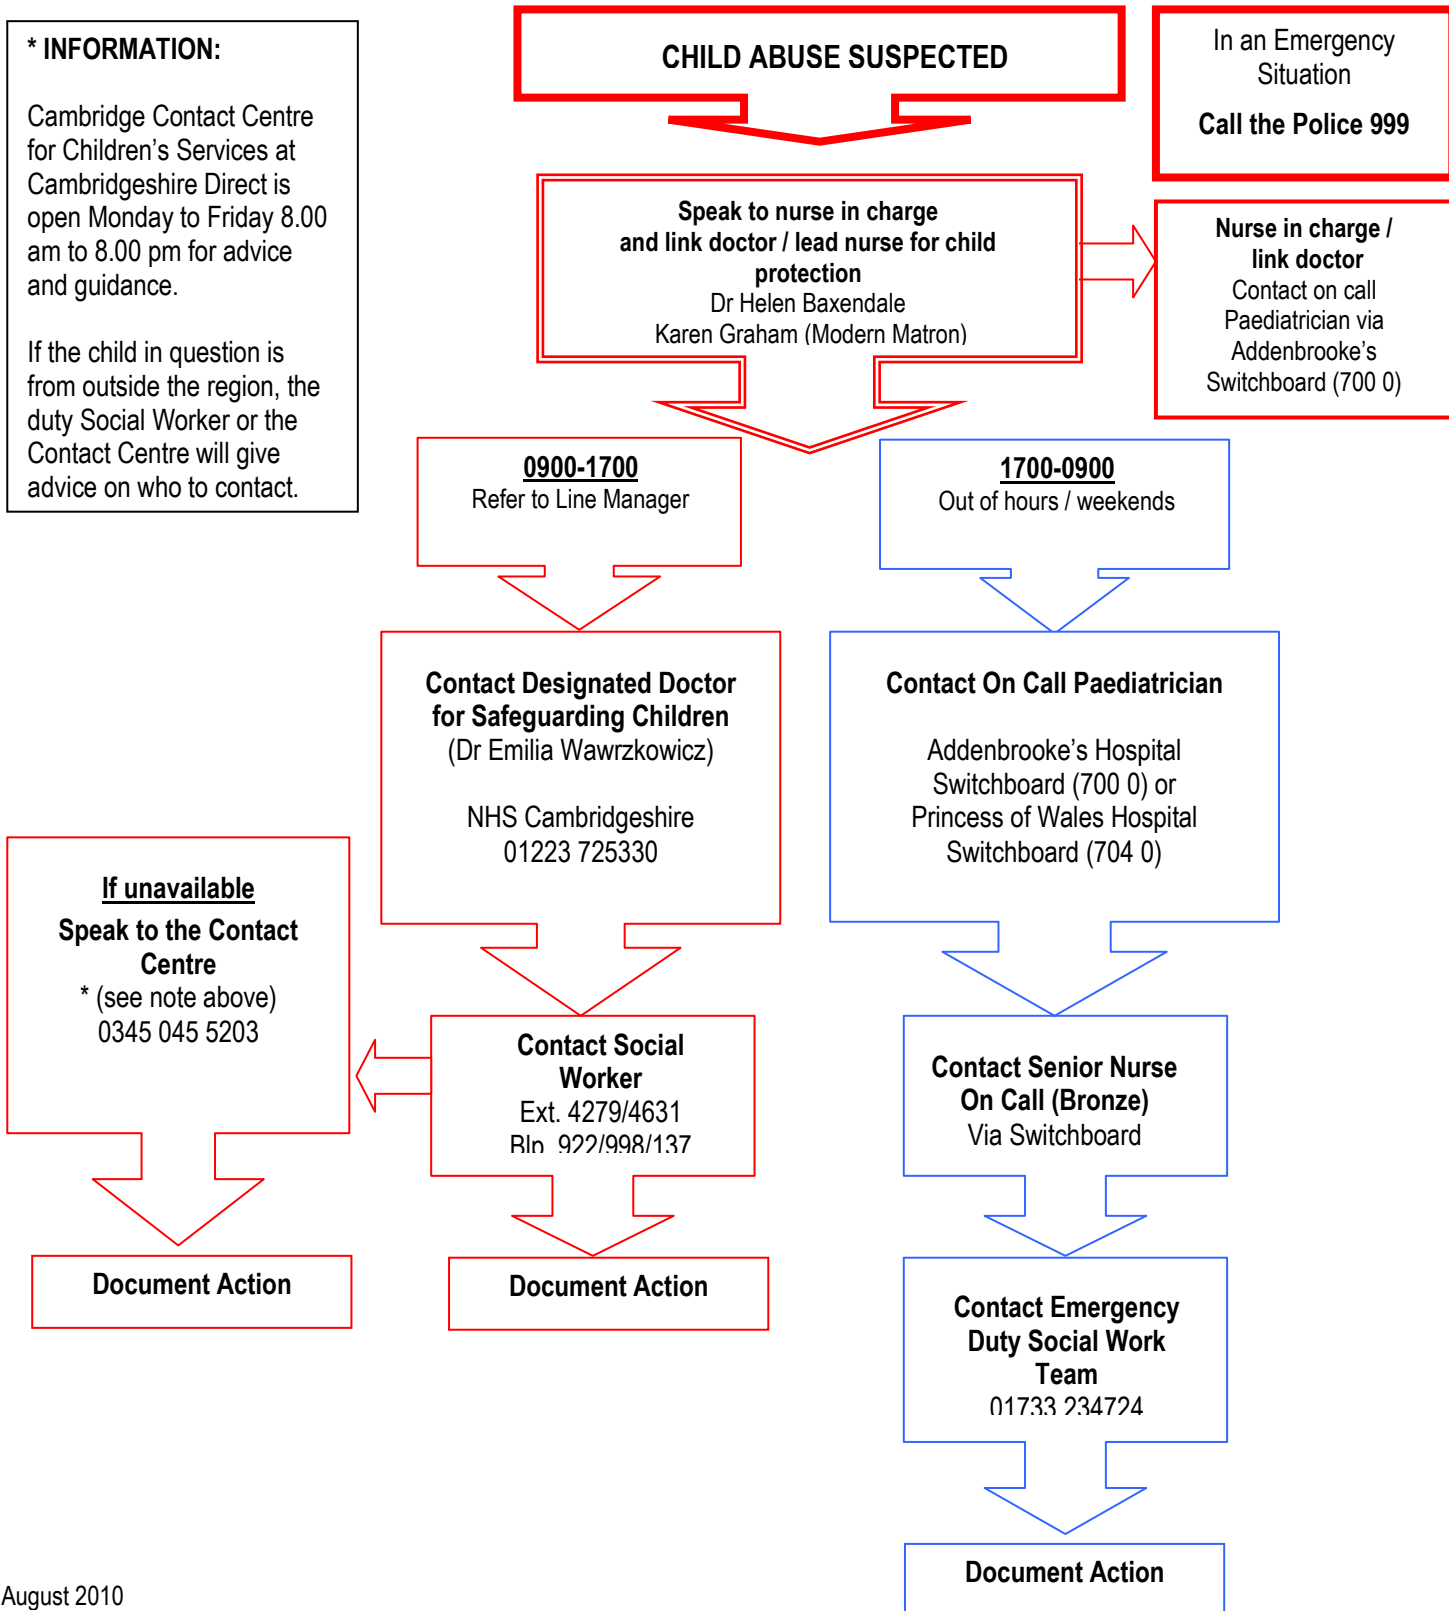 * INFORMATION:
Cambridge Contact Centre
for Children’s Services at
Cambridgeshire Direct is
open Monday to Friday 8.00
am to 8.00 pm for advice
and guidance.
If the child in question is
from outside the region, the
duty Social Worker or the
Contact Centre will give
advice on who to contact.
CHILD ABUSE SUSPECTED
In an Emergency
Situation
Call the Police 999
Speak to nurse in charge
and link doctor / lead nurse for child
protection
Dr Helen Baxendale
Karen Graham (Modern Matron)
Nurse in charge /
link doctor
Contact on call
Paediatrician via
Addenbrooke’s
Switchboard (700 0)
0900-1700
Refer to Line Manager
1700-0900
Out of hours / weekends
Contact Designated Doctor
for Safeguarding Children
(Dr Emilia Wawrzkowicz)
NHS Cambridgeshire
01223 725330
Contact On Call Paediatrician
Addenbrooke’s Hospital
Switchboard (700 0) or
Princess of Wales Hospital
Switchboard (704 0)
If unavailable
Speak to the Contact
Centre
* (see note above)
0345 045 5203
Contact Social
Worker
Ext. 4279/4631
Blp 922/998/137
Contact Senior Nurse
On Call (Bronze)
Via Switchboard
Document Action
Document Action
Contact Emergency
Duty Social Work
Team
01733 234724
Document Action
August 2010